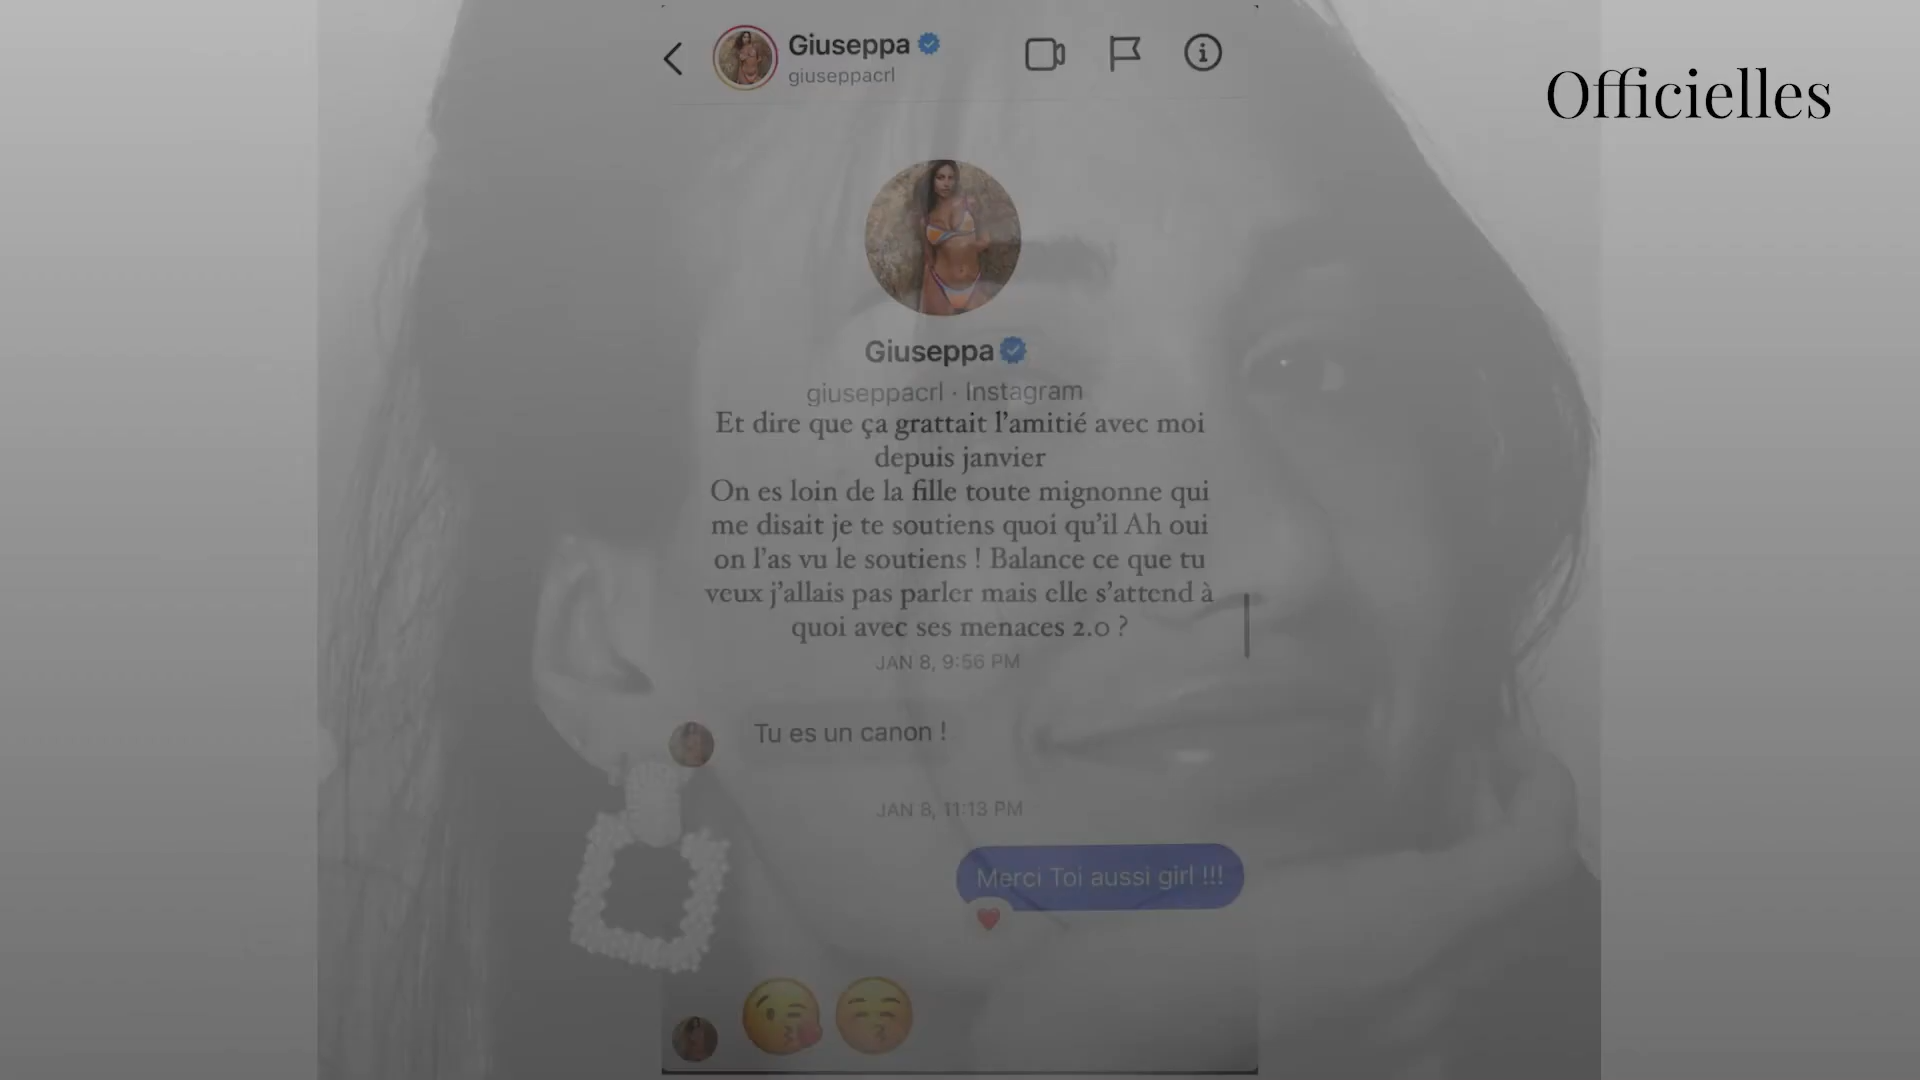 Giuseppa
giuseppacrl
Officielles
Giuseppa
giuseppacrl · Instagram
Et dire que ça grattait l'amitié avec moi
depuis janvier
On es loin de la fille toute mignonne qui
me disait je te soutiens quoi qu'il Ah oui
on l'as vu le soutiens ! Balance ce que tu
veux j'allais pas parler mais elle s'attend à
quoi avec ses menaces 2.0 ?
JAN 8, 9:56 PM
Tu es un canon !
JAN 8, 11:13 PM
Merci Toi aussi girl !!!